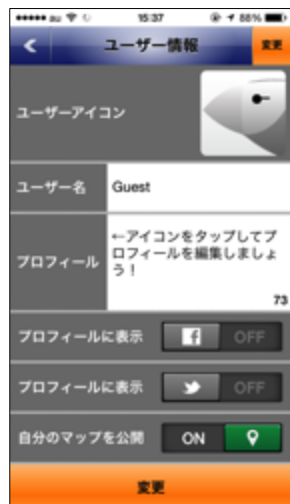 au 15:37 88%
ユーザー情報 変更
ユーザーアイコン
ユーザー名 Guest
プロフィール
←アイコンをタップしてプ
ロフィールを編集しましょ
う！
73
プロフィールに表示 f OFF
プロフィールに表示 OFF
自分のマップを公開 ON
変更